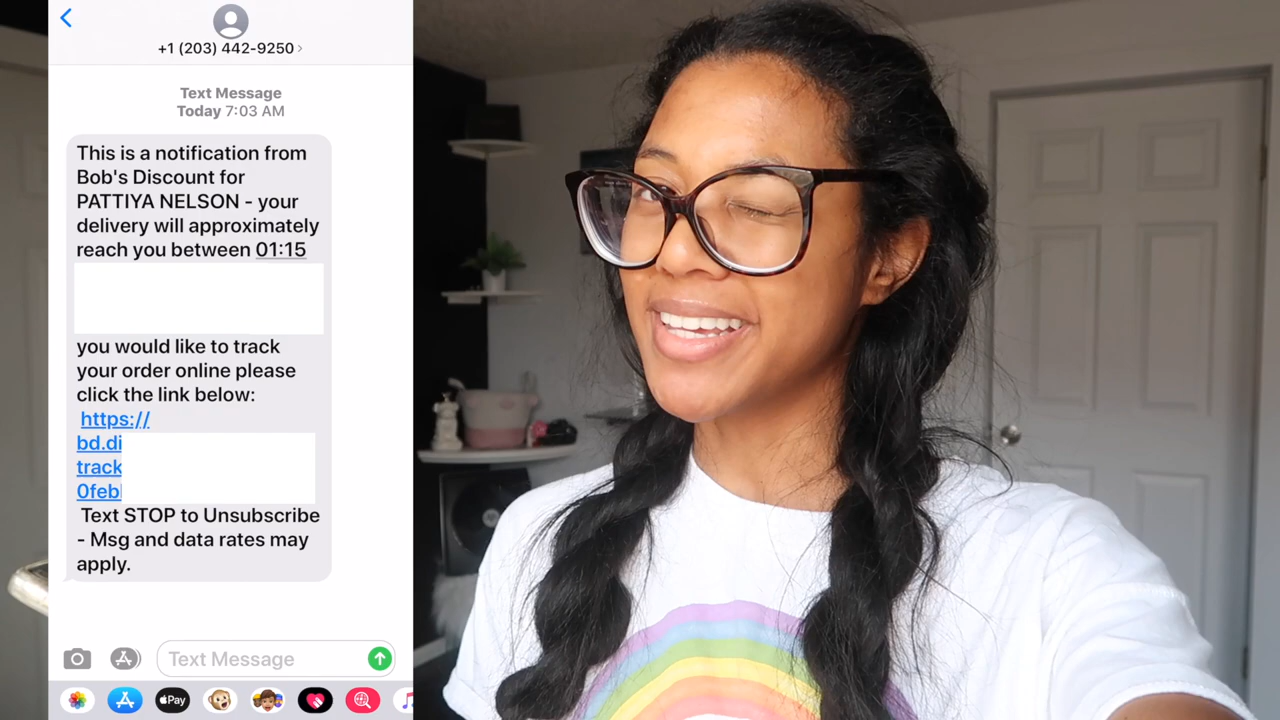 +1 (203) 442-9250 >
Text Message
Today 7:03 AM
This is a notification from
Bob's Discount for
PATTIYA NELSON - your
delivery will approximately
reach you between 01:15
you would like to track
your order online please
click the link below:
https://
bd.di
track
0feb
Text STOP to Unsubscribe
- Msg and data rates may
apply.
Text Message
Pay